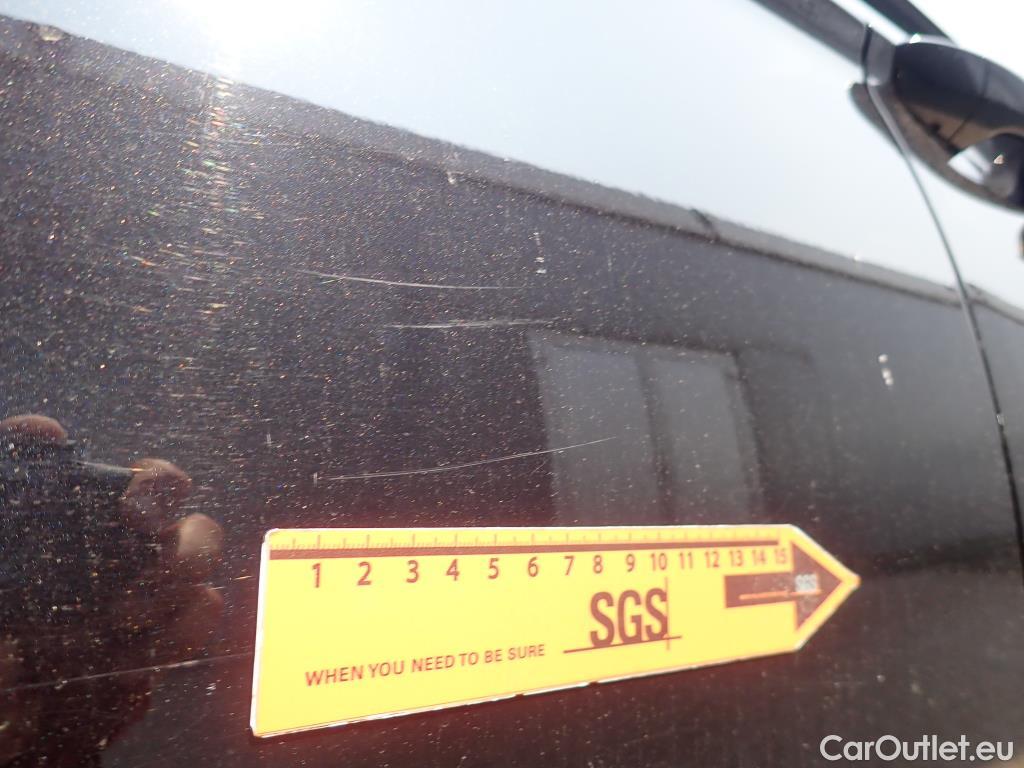 1 2 3 4 5 6 7 8 9 10 11 12 13 14 15
SGS
SGS
WHEN YOU NEED TO BE SURE
CarOutlet.eu